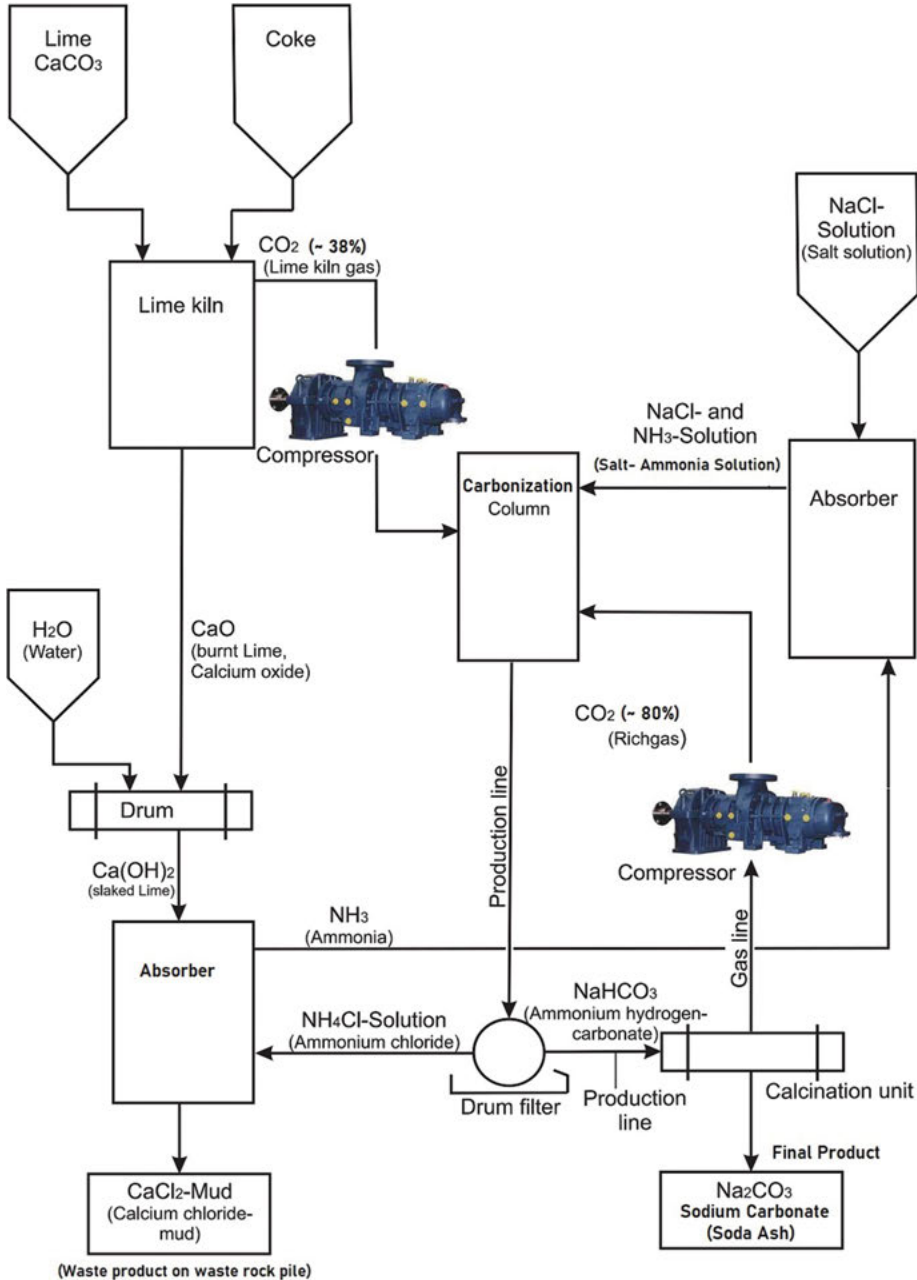 Lime
CaCO₃
Coke
CO₂ (~ 38%)
(Lime kiln gas)
Lime kiln
NaCl-
Solution
(Salt solution)
Compressor
NaCl- and
NH₃-Solution
(Salt- Ammonia Solution)
Carbonization
Column
Absorber
H₂O
(Water)
CaO
(burnt Lime,
Calcium oxide)
CO₂ (~ 80%)
(Richgas)
Drum
Production line
Compressor
Ca(OH)₂
(slaked Lime)
NH₃
(Ammonia)
Gas line
Absorber
NH₄Cl-Solution
(Ammonium chloride)
NaHCO₃
(Ammonium hydrogen-
carbonate)
Drum filter
Production
line
Calcination unit
Final Product
CaCl₂-Mud
(Calcium chloride-
mud)
Na₂CO₃
Sodium Carbonate
(Soda Ash)
(Waste product on waste rock pile)